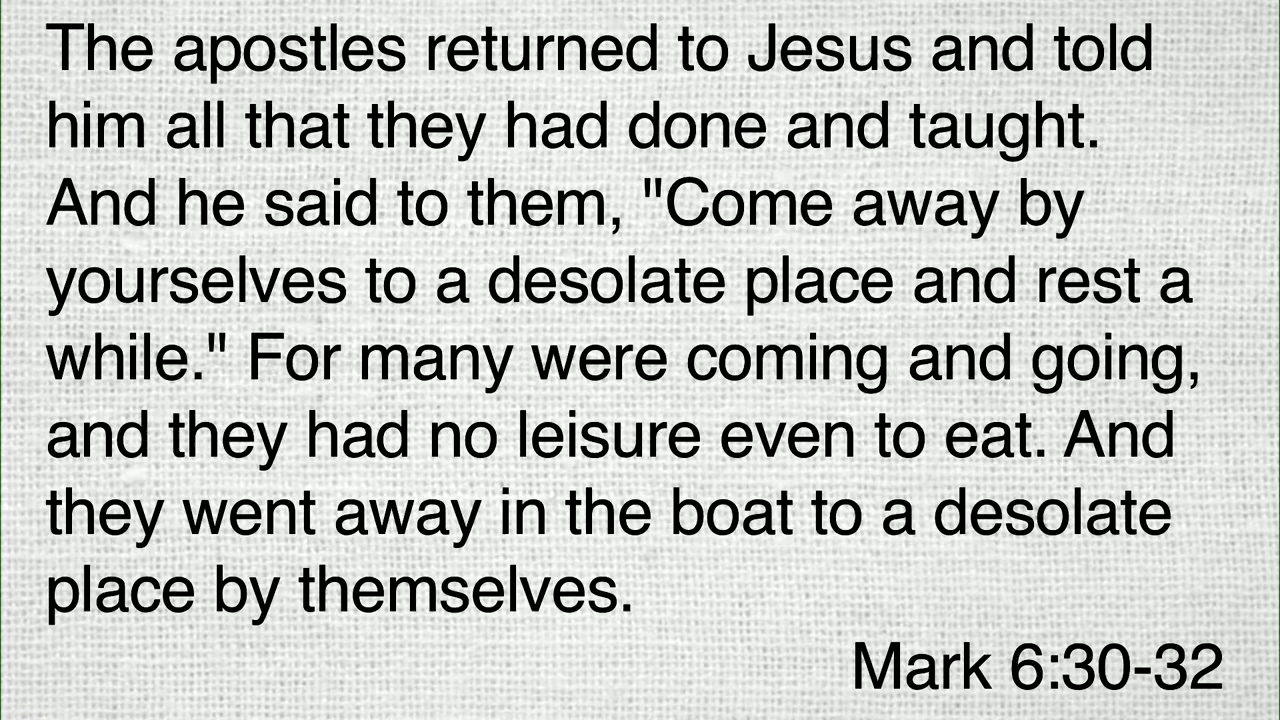 The apostles returned to Jesus and told
him all that they had done and taught.
And he said to them, "Come away by
yourselves to a desolate place and rest a
while." For many were coming and going,
and they had no leisure even to eat. And
they went away in the boat to a desolate
place by themselves.
Mark 6:30-32